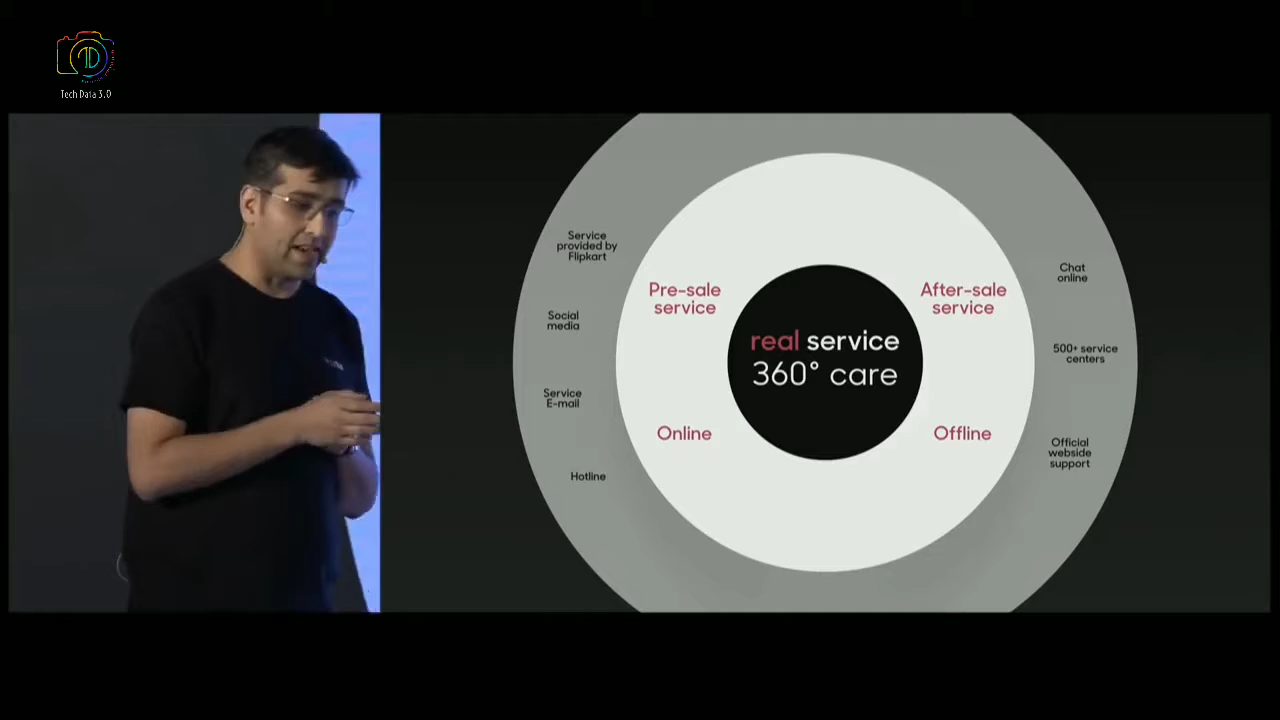 Tech Data 3.0
Service
provided by
Flipkart
Social
media
Service
E-mail
Hotline
Pre-sale
service
Online
real service
360° care
After-sale
service
Offline
Chat
online
500+ service
centers
Official
webside
support